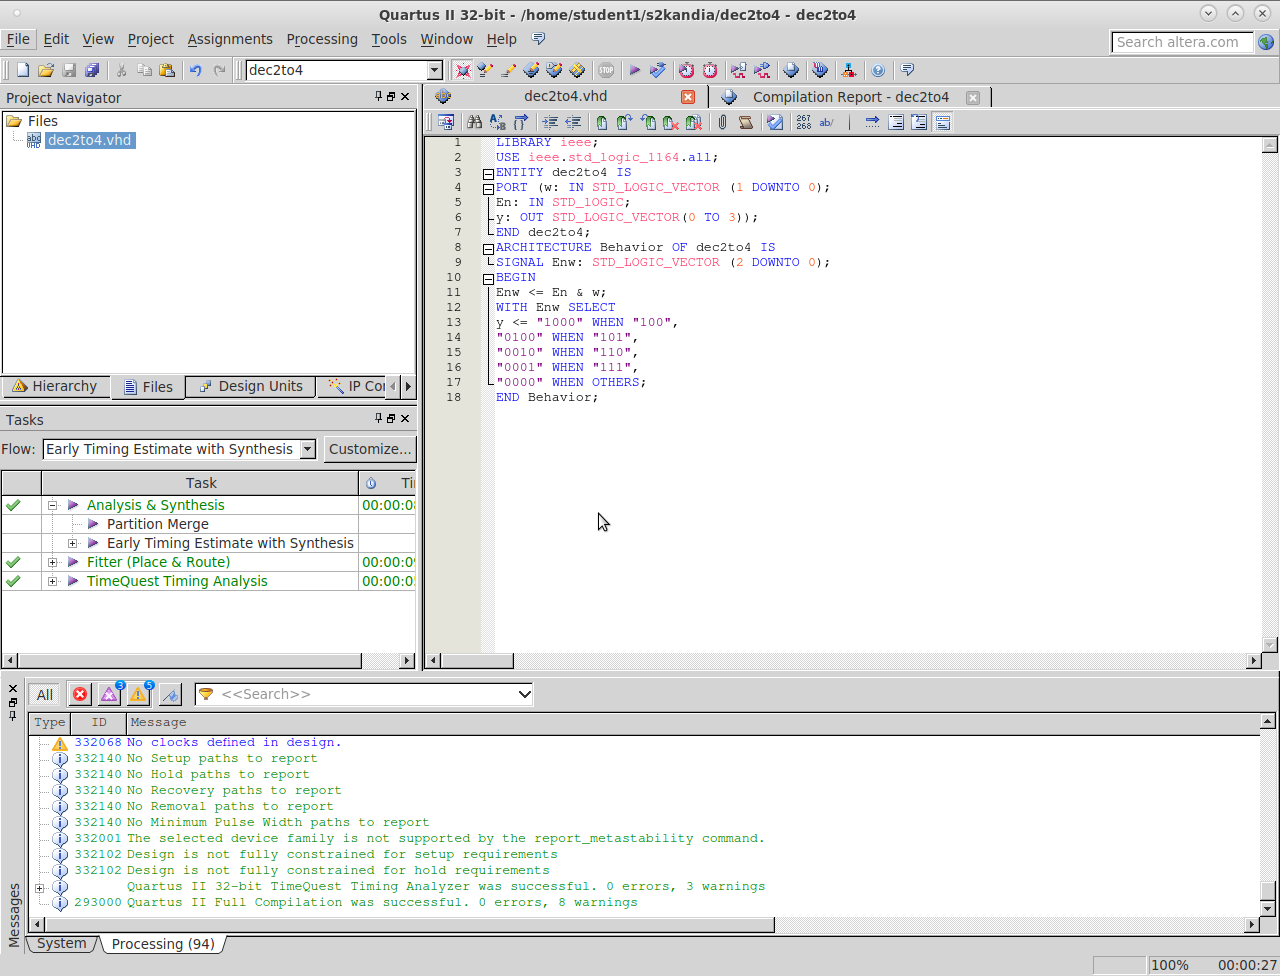 Quartus II 32-bit - /home/student1/s2kandia/dec2to4 - dec2to4
File Edit View Project Assignments Processing Tools Window Help
Search altera.com
dec2to4
Project Navigator
Files
dec2to4.vhd
Hierarchy Files Design Units IP Co
Tasks
Flow: Early Timing Estimate with Synthesis Customize...
Task Ti
Analysis & Synthesis 00:00:0
Partition Merge
Early Timing Estimate with Synthesis
Fitter (Place & Route) 00:00:0
TimeQuest Timing Analysis 00:00:0
dec2to4.vhd Compilation Report - dec2to4
267
268 ab/
1 LIBRARY ieee;
2 USE ieee.std_logic_1164.all;
3 ENTITY dec2to4 IS
4 PORT (w: IN STD_LOGIC_VECTOR (1 DOWNTO 0);
5 En: IN STD_lOGIC;
6 y: OUT STD_LOGIC_VECTOR(0 TO 3));
7 END dec2to4;
8 ARCHITECTURE Behavior OF dec2to4 IS
9 SIGNAL Enw: STD_LOGIC_VECTOR (2 DOWNTO 0);
10 BEGIN
11 Enw <= En & w;
12 WITH Enw SELECT
13 y <= "1000" WHEN "100",
14 "0100" WHEN "101",
15 "0010" WHEN "110",
16 "0001" WHEN "111",
17 "0000" WHEN OTHERS;
18 END Behavior;
All 3 5 <<Search>>
Type ID Message
332068 No clocks defined in design.
332140 No Setup paths to report
332140 No Hold paths to report
332140 No Recovery paths to report
332140 No Removal paths to report
332140 No Minimum Pulse Width paths to report
332001 The selected device family is not supported by the report_metastability command.
332102 Design is not fully constrained for setup requirements
332102 Design is not fully constrained for hold requirements
Quartus II 32-bit TimeQuest Timing Analyzer was successful. 0 errors, 3 warnings
293000 Quartus II Full Compilation was successful. 0 errors, 8 warnings
Messages
System Processing (94)
100% 00:00:27